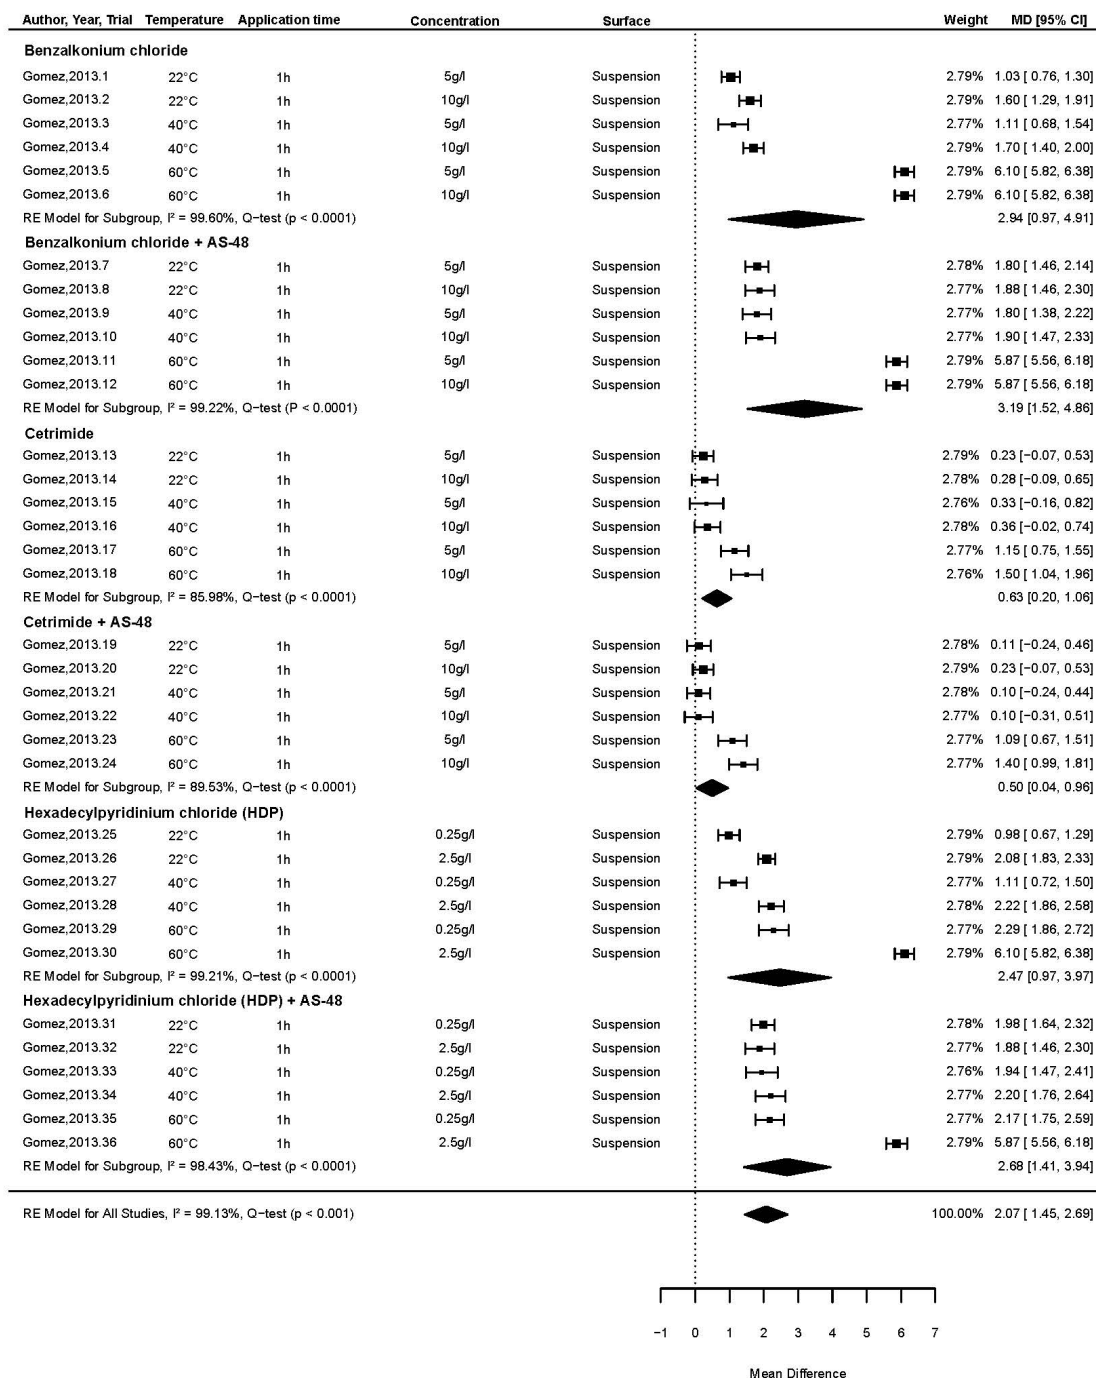 Author, Year, Trial Temperature Application time Concentration Surface Weight MD [95% CI]
Benzalkonium chloride
Gomez,2013.1 22°C 1h 5g/l Suspension 2.79% 1.03 [ 0.76, 1.30]
Gomez,2013.2 22°C 1h 10g/l Suspension 2.79% 1.60 [ 1.29, 1.91]
Gomez,2013.3 40°C 1h 5g/l Suspension 2.77% 1.11 [ 0.68, 1.54]
Gomez,2013.4 40°C 1h 10g/l Suspension 2.79% 1.70 [ 1.40, 2.00]
Gomez,2013.5 60°C 1h 5g/l Suspension 2.79% 6.10 [ 5.82, 6.38]
Gomez,2013.6 60°C 1h 10g/l Suspension 2.79% 6.10 [ 5.82, 6.38]
RE Model for Subgroup, I² = 99.60%, Q−test (p < 0.0001) 2.94 [0.97, 4.91]
Benzalkonium chloride + AS-48
Gomez,2013.7 22°C 1h 5g/l Suspension 2.78% 1.80 [ 1.46, 2.14]
Gomez,2013.8 22°C 1h 10g/l Suspension 2.77% 1.88 [ 1.46, 2.30]
Gomez,2013.9 40°C 1h 5g/l Suspension 2.77% 1.80 [ 1.38, 2.22]
Gomez,2013.10 40°C 1h 10g/l Suspension 2.77% 1.90 [ 1.47, 2.33]
Gomez,2013.11 60°C 1h 5g/l Suspension 2.79% 5.87 [ 5.56, 6.18]
Gomez,2013.12 60°C 1h 10g/l Suspension 2.79% 5.87 [ 5.56, 6.18]
RE Model for Subgroup, I² = 99.22%, Q−test (P < 0.0001) 3.19 [1.52, 4.86]
Cetrimide
Gomez,2013.13 22°C 1h 5g/l Suspension 2.79% 0.23 [−0.07, 0.53]
Gomez,2013.14 22°C 1h 10g/l Suspension 2.78% 0.28 [−0.09, 0.65]
Gomez,2013.15 40°C 1h 5g/l Suspension 2.76% 0.33 [−0.16, 0.82]
Gomez,2013.16 40°C 1h 10g/l Suspension 2.78% 0.36 [−0.02, 0.74]
Gomez,2013.17 60°C 1h 5g/l Suspension 2.77% 1.15 [ 0.75, 1.55]
Gomez,2013.18 60°C 1h 10g/l Suspension 2.76% 1.50 [ 1.04, 1.96]
RE Model for Subgroup, I² = 85.98%, Q−test (p < 0.0001) 0.63 [0.20, 1.06]
Cetrimide + AS-48
Gomez,2013.19 22°C 1h 5g/l Suspension 2.78% 0.11 [−0.24, 0.46]
Gomez,2013.20 22°C 1h 10g/l Suspension 2.79% 0.23 [−0.07, 0.53]
Gomez,2013.21 40°C 1h 5g/l Suspension 2.78% 0.10 [−0.24, 0.44]
Gomez,2013.22 40°C 1h 10g/l Suspension 2.77% 0.10 [−0.31, 0.51]
Gomez,2013.23 60°C 1h 5g/l Suspension 2.77% 1.09 [ 0.67, 1.51]
Gomez,2013.24 60°C 1h 10g/l Suspension 2.77% 1.40 [ 0.99, 1.81]
RE Model for Subgroup, I² = 89.53%, Q−test (p < 0.0001) 0.50 [0.04, 0.96]
Hexadecylpyridinium chloride (HDP)
Gomez,2013.25 22°C 1h 0.25g/l Suspension 2.79% 0.98 [ 0.67, 1.29]
Gomez,2013.26 22°C 1h 2.5g/l Suspension 2.79% 2.08 [ 1.83, 2.33]
Gomez,2013.27 40°C 1h 0.25g/l Suspension 2.77% 1.11 [ 0.72, 1.50]
Gomez,2013.28 40°C 1h 2.5g/l Suspension 2.78% 2.22 [ 1.86, 2.58]
Gomez,2013.29 60°C 1h 0.25g/l Suspension 2.77% 2.29 [ 1.86, 2.72]
Gomez,2013.30 60°C 1h 2.5g/l Suspension 2.79% 6.10 [ 5.82, 6.38]
RE Model for Subgroup, I² = 99.21%, Q−test (p < 0.0001) 2.47 [0.97, 3.97]
Hexadecylpyridinium chloride (HDP) + AS-48
Gomez,2013.31 22°C 1h 0.25g/l Suspension 2.78% 1.98 [ 1.64, 2.32]
Gomez,2013.32 22°C 1h 2.5g/l Suspension 2.77% 1.88 [ 1.46, 2.30]
Gomez,2013.33 40°C 1h 0.25g/l Suspension 2.76% 1.94 [ 1.47, 2.41]
Gomez,2013.34 40°C 1h 2.5g/l Suspension 2.77% 2.20 [ 1.76, 2.64]
Gomez,2013.35 60°C 1h 0.25g/l Suspension 2.77% 2.17 [ 1.75, 2.59]
Gomez,2013.36 60°C 1h 2.5g/l Suspension 2.79% 5.87 [ 5.56, 6.18]
RE Model for Subgroup, I² = 98.43%, Q−test (p < 0.0001) 2.68 [1.41, 3.94]
RE Model for All Studies, I² = 99.13%, Q−test (p < 0.001) 100.00% 2.07 [ 1.45, 2.69]
−1 0 1 2 3 4 5 6 7
Mean Difference